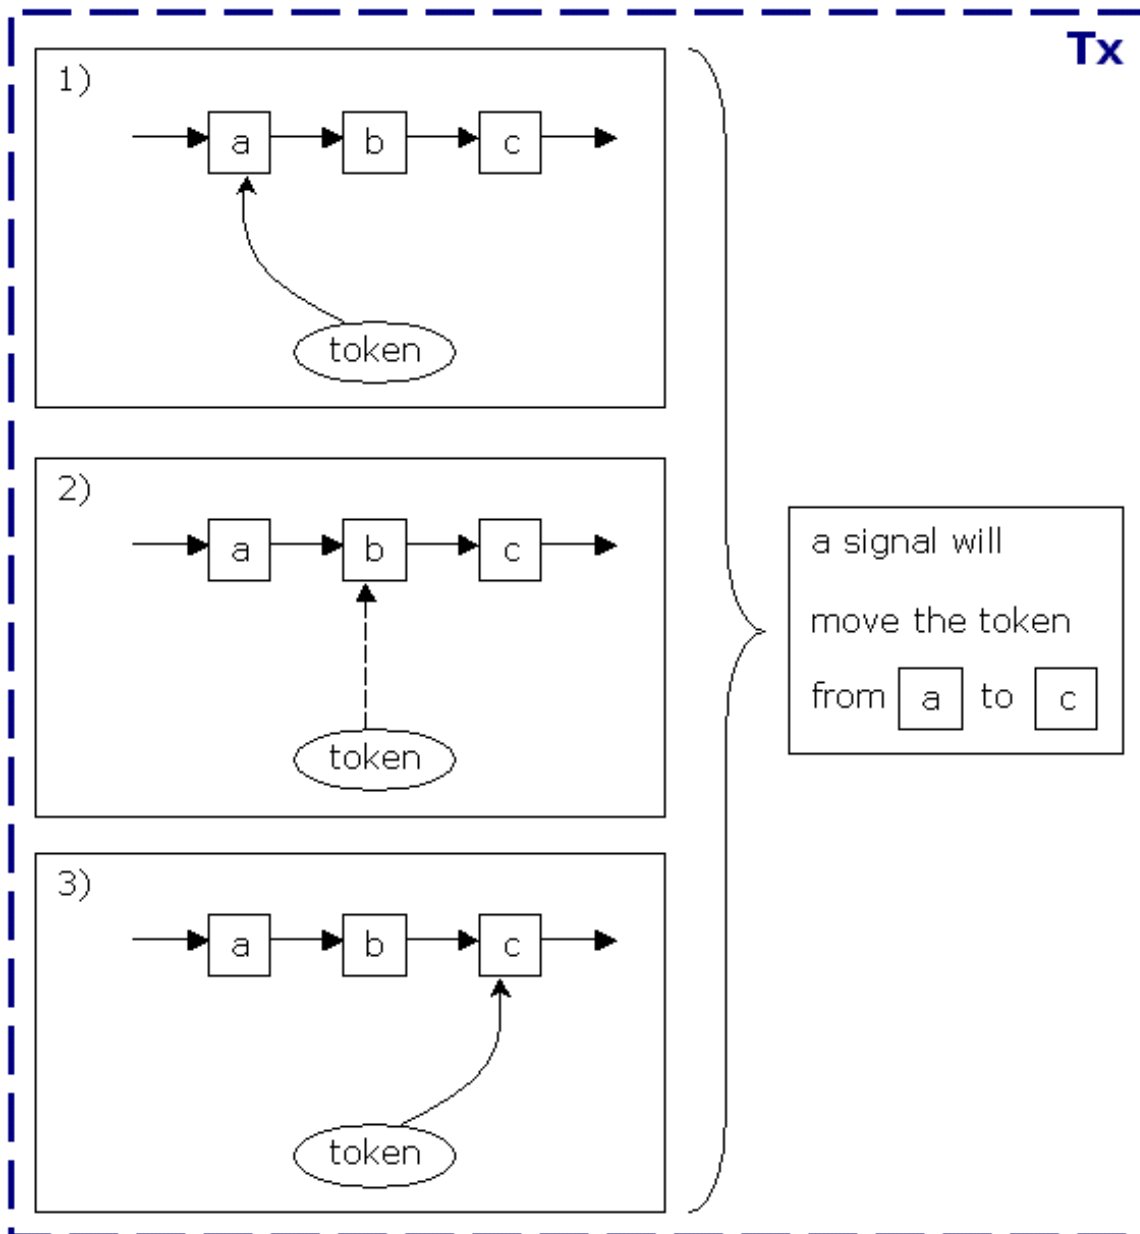 Tx
1)
a b c
token
2)
a b c
token
a signal will
move the token
from a to c
3)
a b c
token